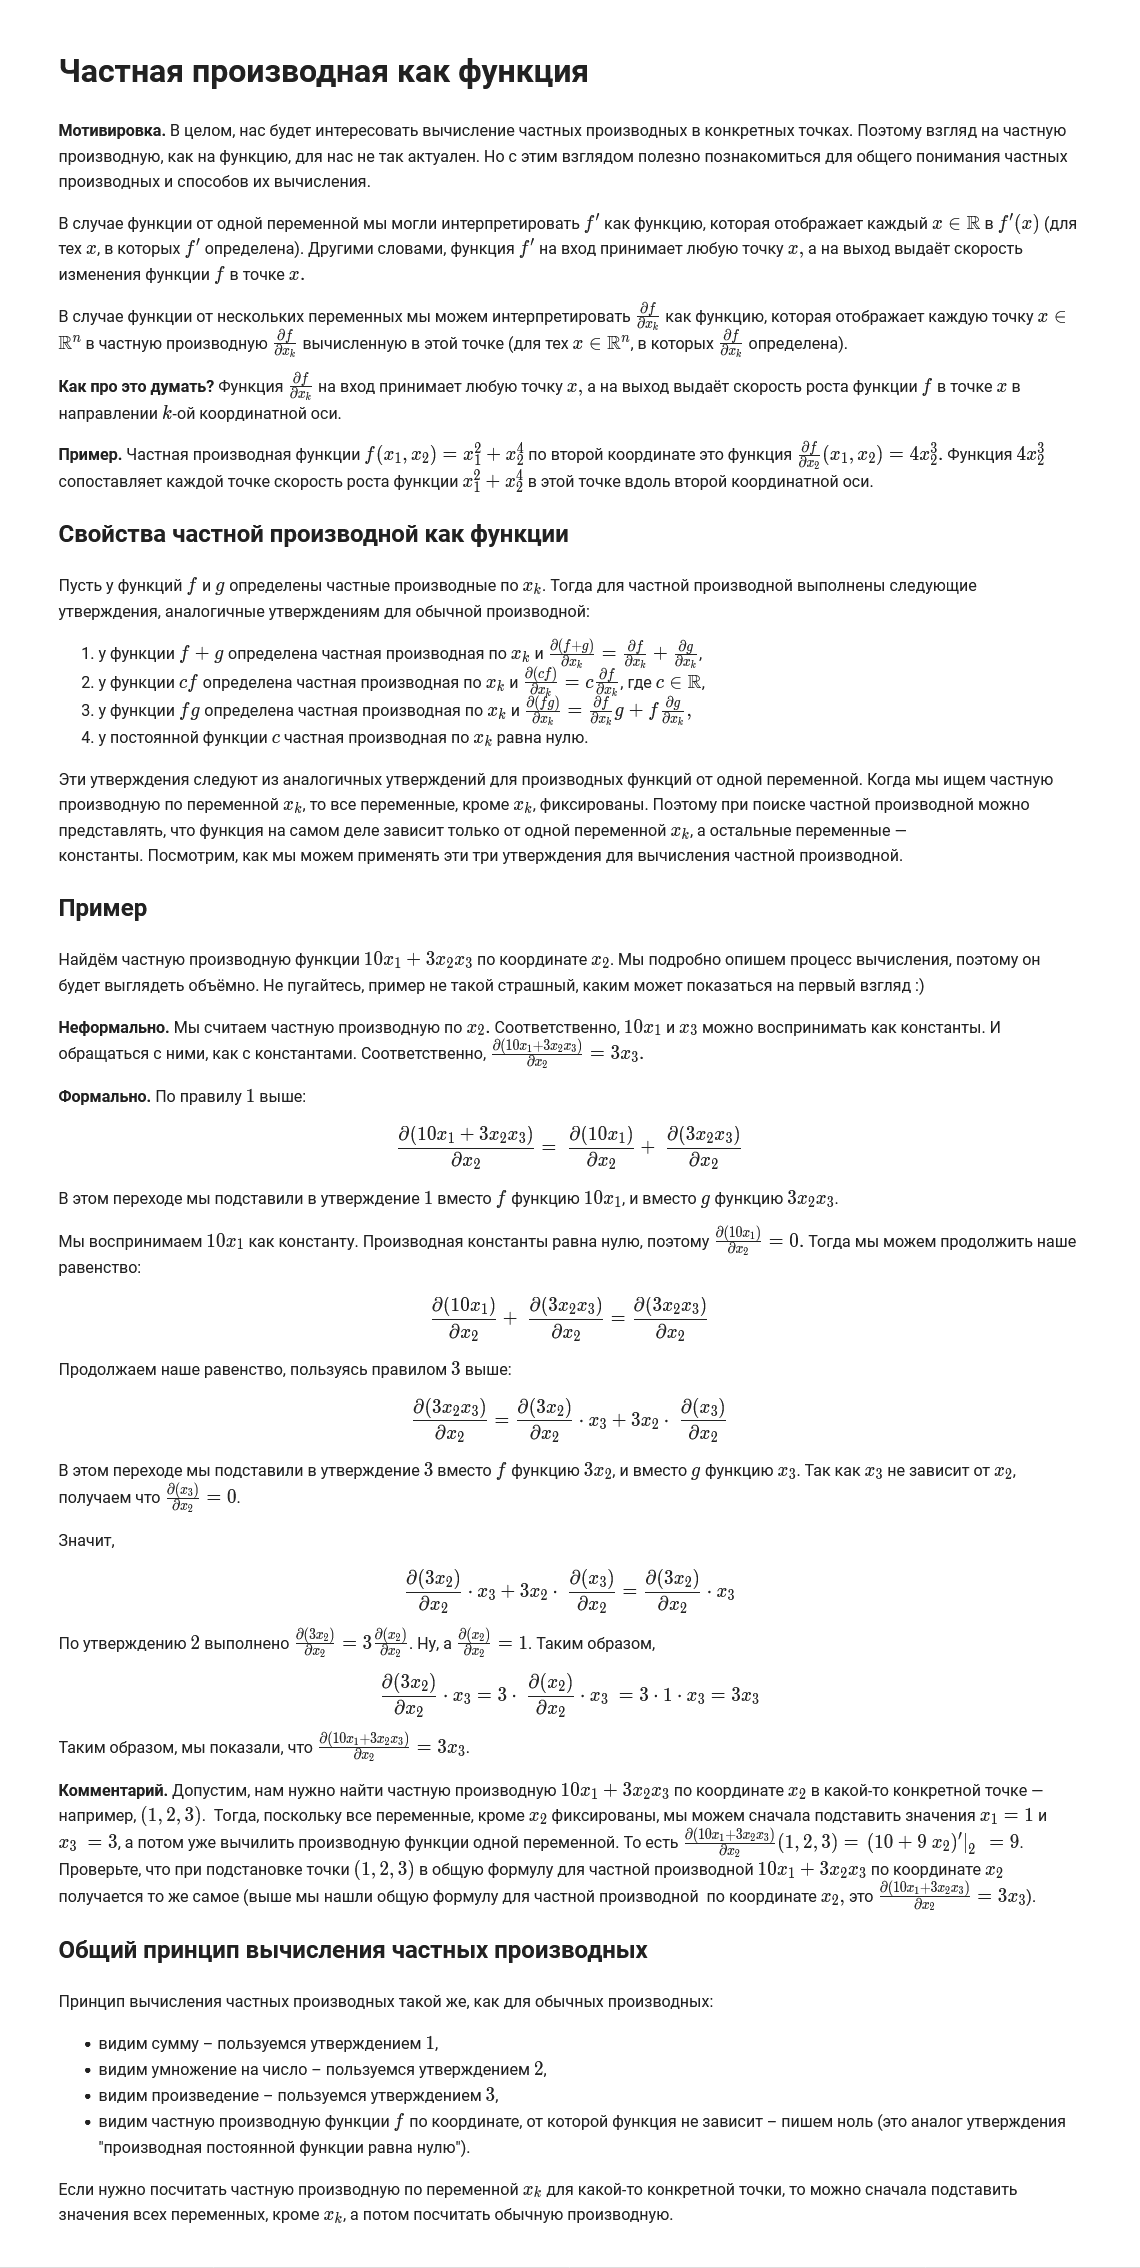 Частная производная как функция
Мотивировка. В целом, нас будет интересовать вычисление частных производных в конкретных точках. Поэтому взгляд на частную
производную, как на функцию, для нас не так актуален. Но с этим взглядом полезно познакомиться для общего понимания частных
производных и способов их вычисления.
В случае функции от одной переменной мы могли интерпретировать $f'$ как функцию, которая отображает каждый $x \in \mathbb{R}$ в $f'(x)$ (для
тех $x$, в которых $f'$ определена). Другими словами, функция $f'$ на вход принимает любую точку $x$, а на выход выдаёт скорость
изменения функции $f$ в точке $x$.
В случае функции от нескольких переменных мы можем интерпретировать $\frac{\partial f}{\partial x_k}$ как функцию, которая отображает каждую точку $x \in$
$\mathbb{R}^n$ в частную производную $\frac{\partial f}{\partial x_k}$ вычисленную в этой точке (для тех $x \in \mathbb{R}^n$, в которых $\frac{\partial f}{\partial x_k}$ определена).
Как про это думать? Функция $\frac{\partial f}{\partial x_k}$ на вход принимает любую точку $x$, а на выход выдаёт скорость роста функции $f$ в точке $x$ в
направлении $k$-ой координатной оси.
Пример. Частная производная функции $f(x_1, x_2) = x_1^2 + x_2^4$ по второй координате это функция $\frac{\partial f}{\partial x_2}(x_1, x_2) = 4x_2^3$. Функция $4x_2^3$
сопоставляет каждой точке скорость роста функции $x_1^2 + x_2^4$ в этой точке вдоль второй координатной оси.
Свойства частной производной как функции
Пусть у функций $f$ и $g$ определены частные производные по $x_k$. Тогда для частной производной выполнены следующие
утверждения, аналогичные утверждениям для обычной производной:
1. у функции $f + g$ определена частная производная по $x_k$ и $\frac{\partial (f+g)}{\partial x_k} = \frac{\partial f}{\partial x_k} + \frac{\partial g}{\partial x_k}$,
2. у функции $cf$ определена частная производная по $x_k$ и $\frac{\partial (cf)}{\partial x_k} = c\frac{\partial f}{\partial x_k}$, где $c \in \mathbb{R}$,
3. у функции $fg$ определена частная производная по $x_k$ и $\frac{\partial (fg)}{\partial x_k} = \frac{\partial f}{\partial x_k}g + f\frac{\partial g}{\partial x_k}$,
4. у постоянной функции $c$ частная производная по $x_k$ равна нулю.
Эти утверждения следуют из аналогичных утверждений для производных функций от одной переменной. Когда мы ищем частную
производную по переменной $x_k$, то все переменные, кроме $x_k$, фиксированы. Поэтому при поиске частной производной можно
представлять, что функция на самом деле зависит только от одной переменной $x_k$, а остальные переменные —
константы. Посмотрим, как мы можем применять эти три утверждения для вычисления частной производной.
Пример
Найдём частную производную функции $10x_1 + 3x_2x_3$ по координате $x_2$. Мы подробно опишем процесс вычисления, поэтому он
будет выглядеть объёмно. Не пугайтесь, пример не такой страшный, каким может показаться на первый взгляд :)
Неформально. Мы считаем частную производную по $x_2$. Соответственно, $10x_1$ и $x_3$ можно воспринимать как константы. И
обращаться с ними, как с константами. Соответственно, $\frac{\partial (10x_1+3x_2x_3)}{\partial x_2} = 3x_3$.
Формально. По правилу $1$ выше:
$\frac{\partial (10x_1 + 3x_2x_3)}{\partial x_2} = \frac{\partial (10x_1)}{\partial x_2} + \frac{\partial (3x_2x_3)}{\partial x_2}$
В этом переходе мы подставили в утверждение $1$ вместо $f$ функцию $10x_1$, и вместо $g$ функцию $3x_2x_3$.
Мы воспринимаем $10x_1$ как константу. Производная константы равна нулю, поэтому $\frac{\partial (10x_1)}{\partial x_2} = 0$. Тогда мы можем продолжить наше
равенство:
$\frac{\partial (10x_1)}{\partial x_2} + \frac{\partial (3x_2x_3)}{\partial x_2} = \frac{\partial (3x_2x_3)}{\partial x_2}$
Продолжаем наше равенство, пользуясь правилом $3$ выше:
$\frac{\partial (3x_2x_3)}{\partial x_2} = \frac{\partial (3x_2)}{\partial x_2} \cdot x_3 + 3x_2 \cdot \frac{\partial (x_3)}{\partial x_2}$
В этом переходе мы подставили в утверждение $3$ вместо $f$ функцию $3x_2$, и вместо $g$ функцию $x_3$. Так как $x_3$ не зависит от $x_2$,
получаем что $\frac{\partial (x_3)}{\partial x_2} = 0$.
Значит,
$\frac{\partial (3x_2)}{\partial x_2} \cdot x_3 + 3x_2 \cdot \frac{\partial (x_3)}{\partial x_2} = \frac{\partial (3x_2)}{\partial x_2} \cdot x_3$
По утверждению $2$ выполнено $\frac{\partial (3x_2)}{\partial x_2} = 3\frac{\partial (x_2)}{\partial x_2}$. Ну, а $\frac{\partial (x_2)}{\partial x_2} = 1$. Таким образом,
$\frac{\partial (3x_2)}{\partial x_2} \cdot x_3 = 3 \cdot \frac{\partial (x_2)}{\partial x_2} \cdot x_3 = 3 \cdot 1 \cdot x_3 = 3x_3$
Таким образом, мы показали, что $\frac{\partial (10x_1+3x_2x_3)}{\partial x_2} = 3x_3$.
Комментарий. Допустим, нам нужно найти частную производную $10x_1 + 3x_2x_3$ по координате $x_2$ в какой-то конкретной точке —
например, $(1, 2, 3)$. Тогда, поскольку все переменные, кроме $x_2$ фиксированы, мы можем сначала подставить значения $x_1 = 1$ и
$x_3 = 3$, а потом уже вычилить производную функции одной переменной. То есть $\frac{\partial (10x_1+3x_2x_3)}{\partial x_2}(1, 2, 3) = (10 + 9\ x_2)'|_2 = 9$.
Проверьте, что при подстановке точки $(1, 2, 3)$ в общую формулу для частной производной $10x_1 + 3x_2x_3$ по координате $x_2$
получается то же самое (выше мы нашли общую формулу для частной производной по координате $x_2$, это $\frac{\partial (10x_1+3x_2x_3)}{\partial x_2} = 3x_3$).
Общий принцип вычисления частных производных
Принцип вычисления частных производных такой же, как для обычных производных:
• видим сумму – пользуемся утверждением $1$,
• видим умножение на число – пользуемся утверждением $2$,
• видим произведение – пользуемся утверждением $3$,
• видим частную производную функции $f$ по координате, от которой функция не зависит – пишем ноль (это аналог утверждения
"производная постоянной функции равна нулю").
Если нужно посчитать частную производную по переменной $x_k$ для какой-то конкретной точки, то можно сначала подставить
значения всех переменных, кроме $x_k$, а потом посчитать обычную производную.